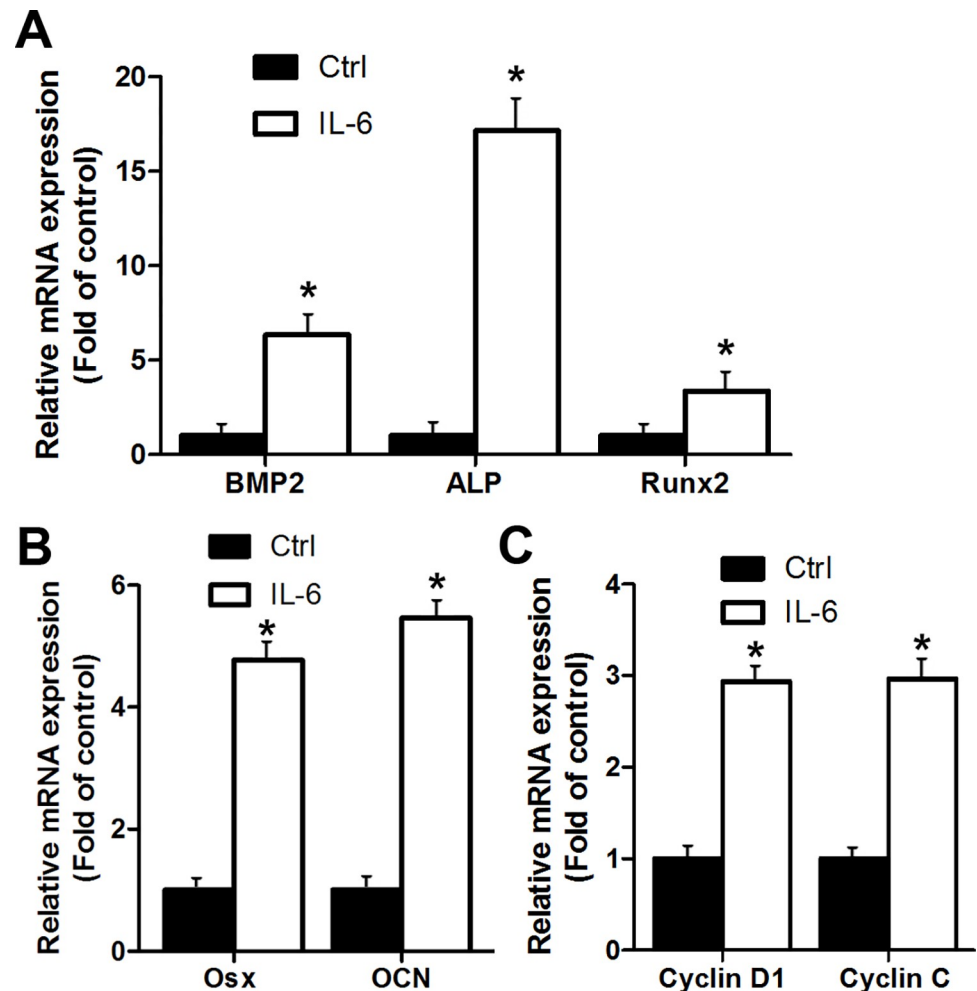 A
Relative mRNA expression
(Fold of control)
Ctrl
IL-6
20
15
10
5
0
*
*
*
BMP2
ALP
Runx2
B
Relative mRNA expression
(Fold of control)
Ctrl
IL-6
6
4
2
0
*
*
Osx
OCN
C
Relative mRNA expression
(Fold of control)
Ctrl
IL-6
4
3
2
1
0
*
*
Cyclin D1
Cyclin C